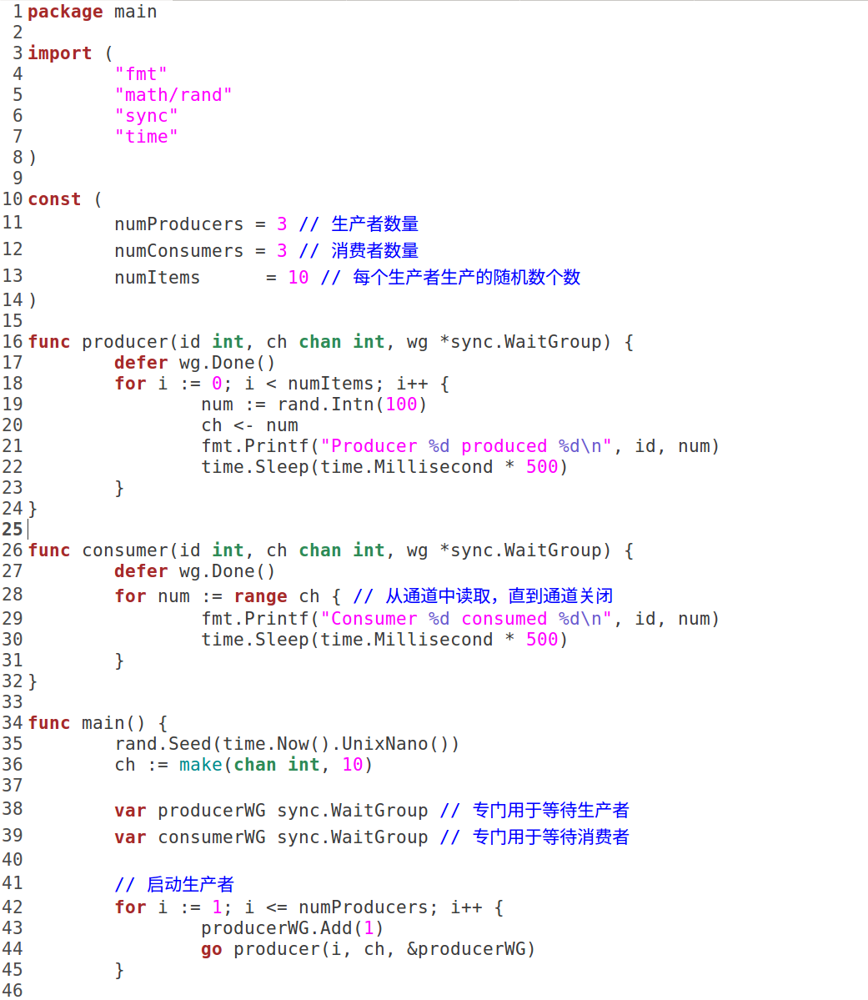 1 package main
2
3 import (
4         "fmt"
5         "math/rand"
6         "sync"
7         "time"
8 )
9
10 const (
11         numProducers = 3 // 生产者数量
12         numConsumers = 3 // 消费者数量
13         numItems      = 10 // 每个生产者生产的随机数个数
14 )
15
16 func producer(id int, ch chan int, wg *sync.WaitGroup) {
17         defer wg.Done()
18         for i := 0; i < numItems; i++ {
19                 num := rand.Intn(100)
20                 ch <- num
21                 fmt.Printf("Producer %d produced %d\n", id, num)
22                 time.Sleep(time.Millisecond * 500)
23         }
24 }
25
26 func consumer(id int, ch chan int, wg *sync.WaitGroup) {
27         defer wg.Done()
28         for num := range ch { // 从通道中读取，直到通道关闭
29                 fmt.Printf("Consumer %d consumed %d\n", id, num)
30                 time.Sleep(time.Millisecond * 500)
31         }
32 }
33
34 func main() {
35         rand.Seed(time.Now().UnixNano())
36         ch := make(chan int, 10)
37
38         var producerWG sync.WaitGroup // 专门用于等待生产者
39         var consumerWG sync.WaitGroup // 专门用于等待消费者
40
41         // 启动生产者
42         for i := 1; i <= numProducers; i++ {
43                 producerWG.Add(1)
44                 go producer(i, ch, &producerWG)
45         }
46